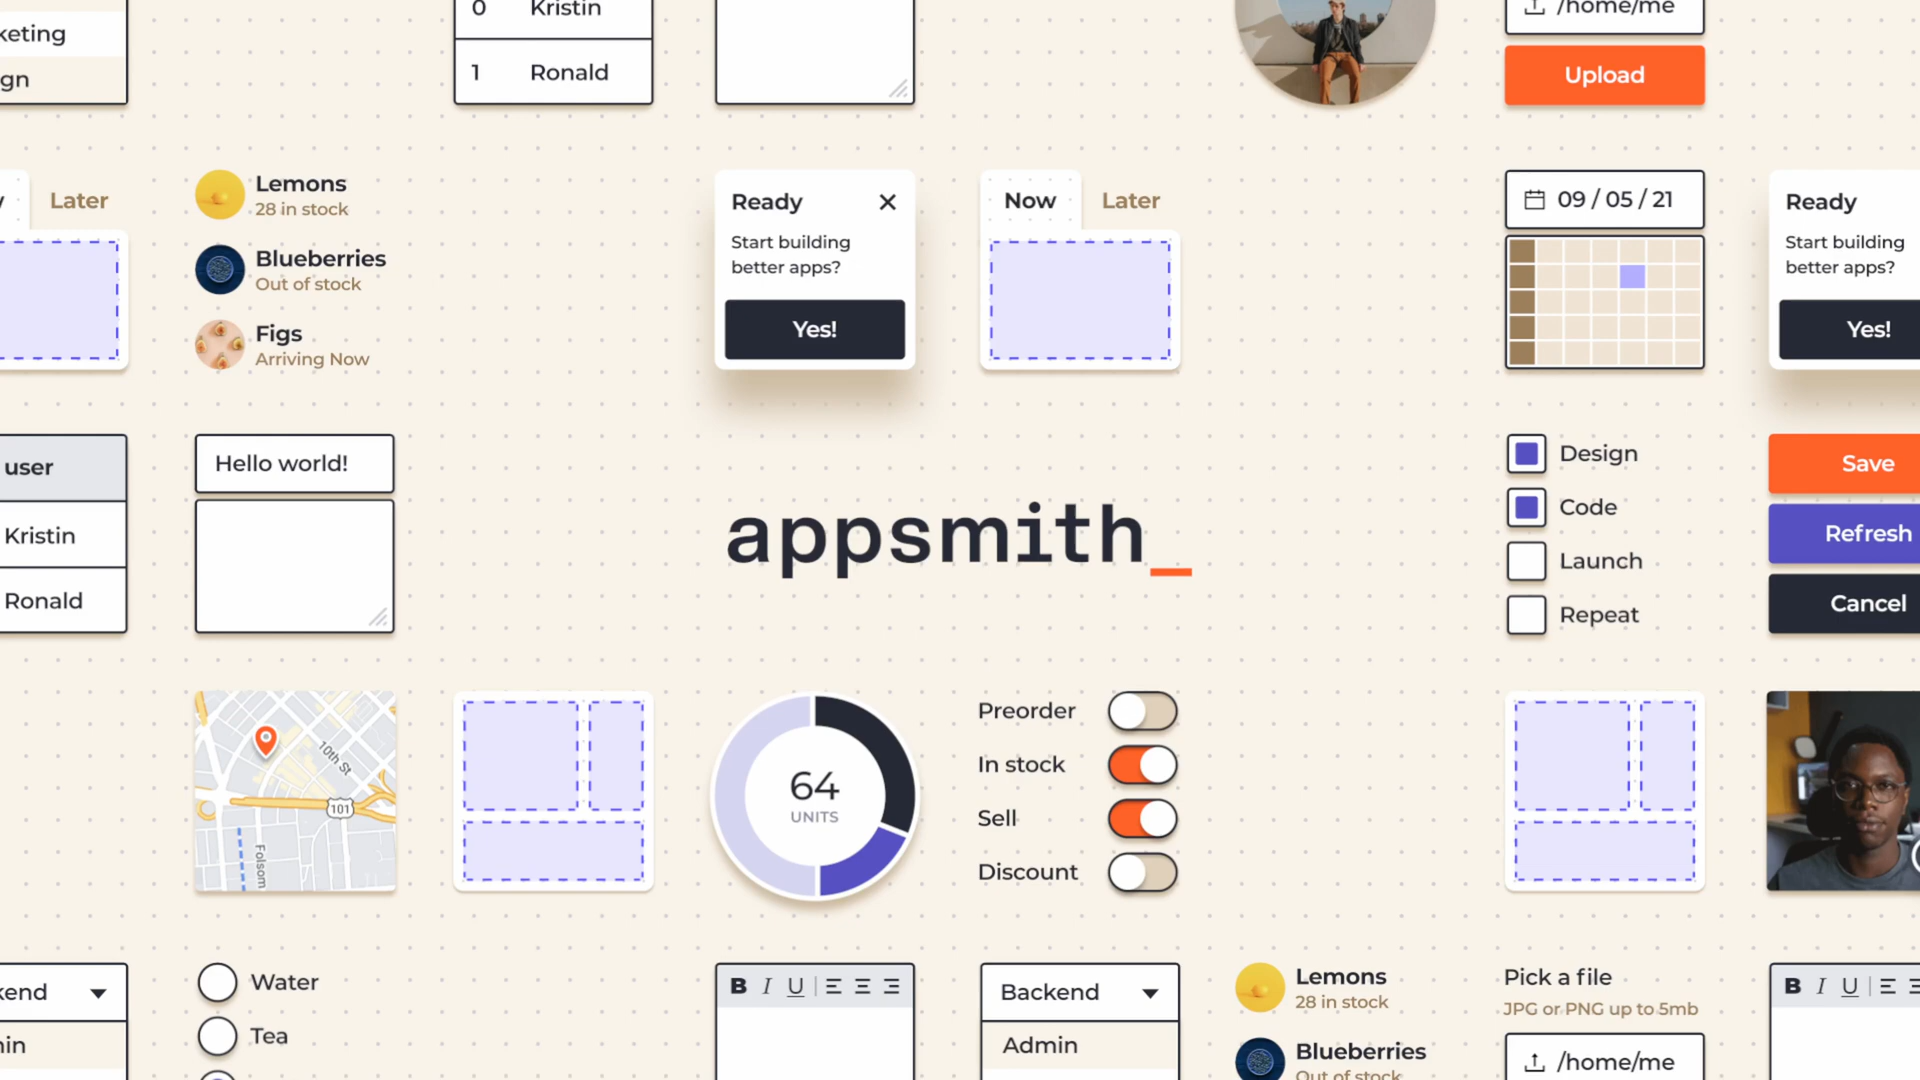 keting
gn
0 Kristin
1 Ronald
/home/me
Upload
Later
Lemons
28 in stock
Blueberries
Out of stock
Figs
Arriving Now
Ready
Start building
better apps?
Yes!
Now Later
09 / 05 / 21
Ready
Start building
better apps?
Yes!
user
Kristin
Ronald
Hello world!
appsmith_
Design
Code
Launch
Repeat
Save
Refresh
Cancel
10th St
101
Folsom
64
UNITS
Preorder
In stock
Sell
Discount
kend
in
Water
Tea
B I U
Backend
Admin
Lemons
28 in stock
Blueberries
Out of stock
Pick a file
JPG or PNG up to 5mb
/home/me
B I U